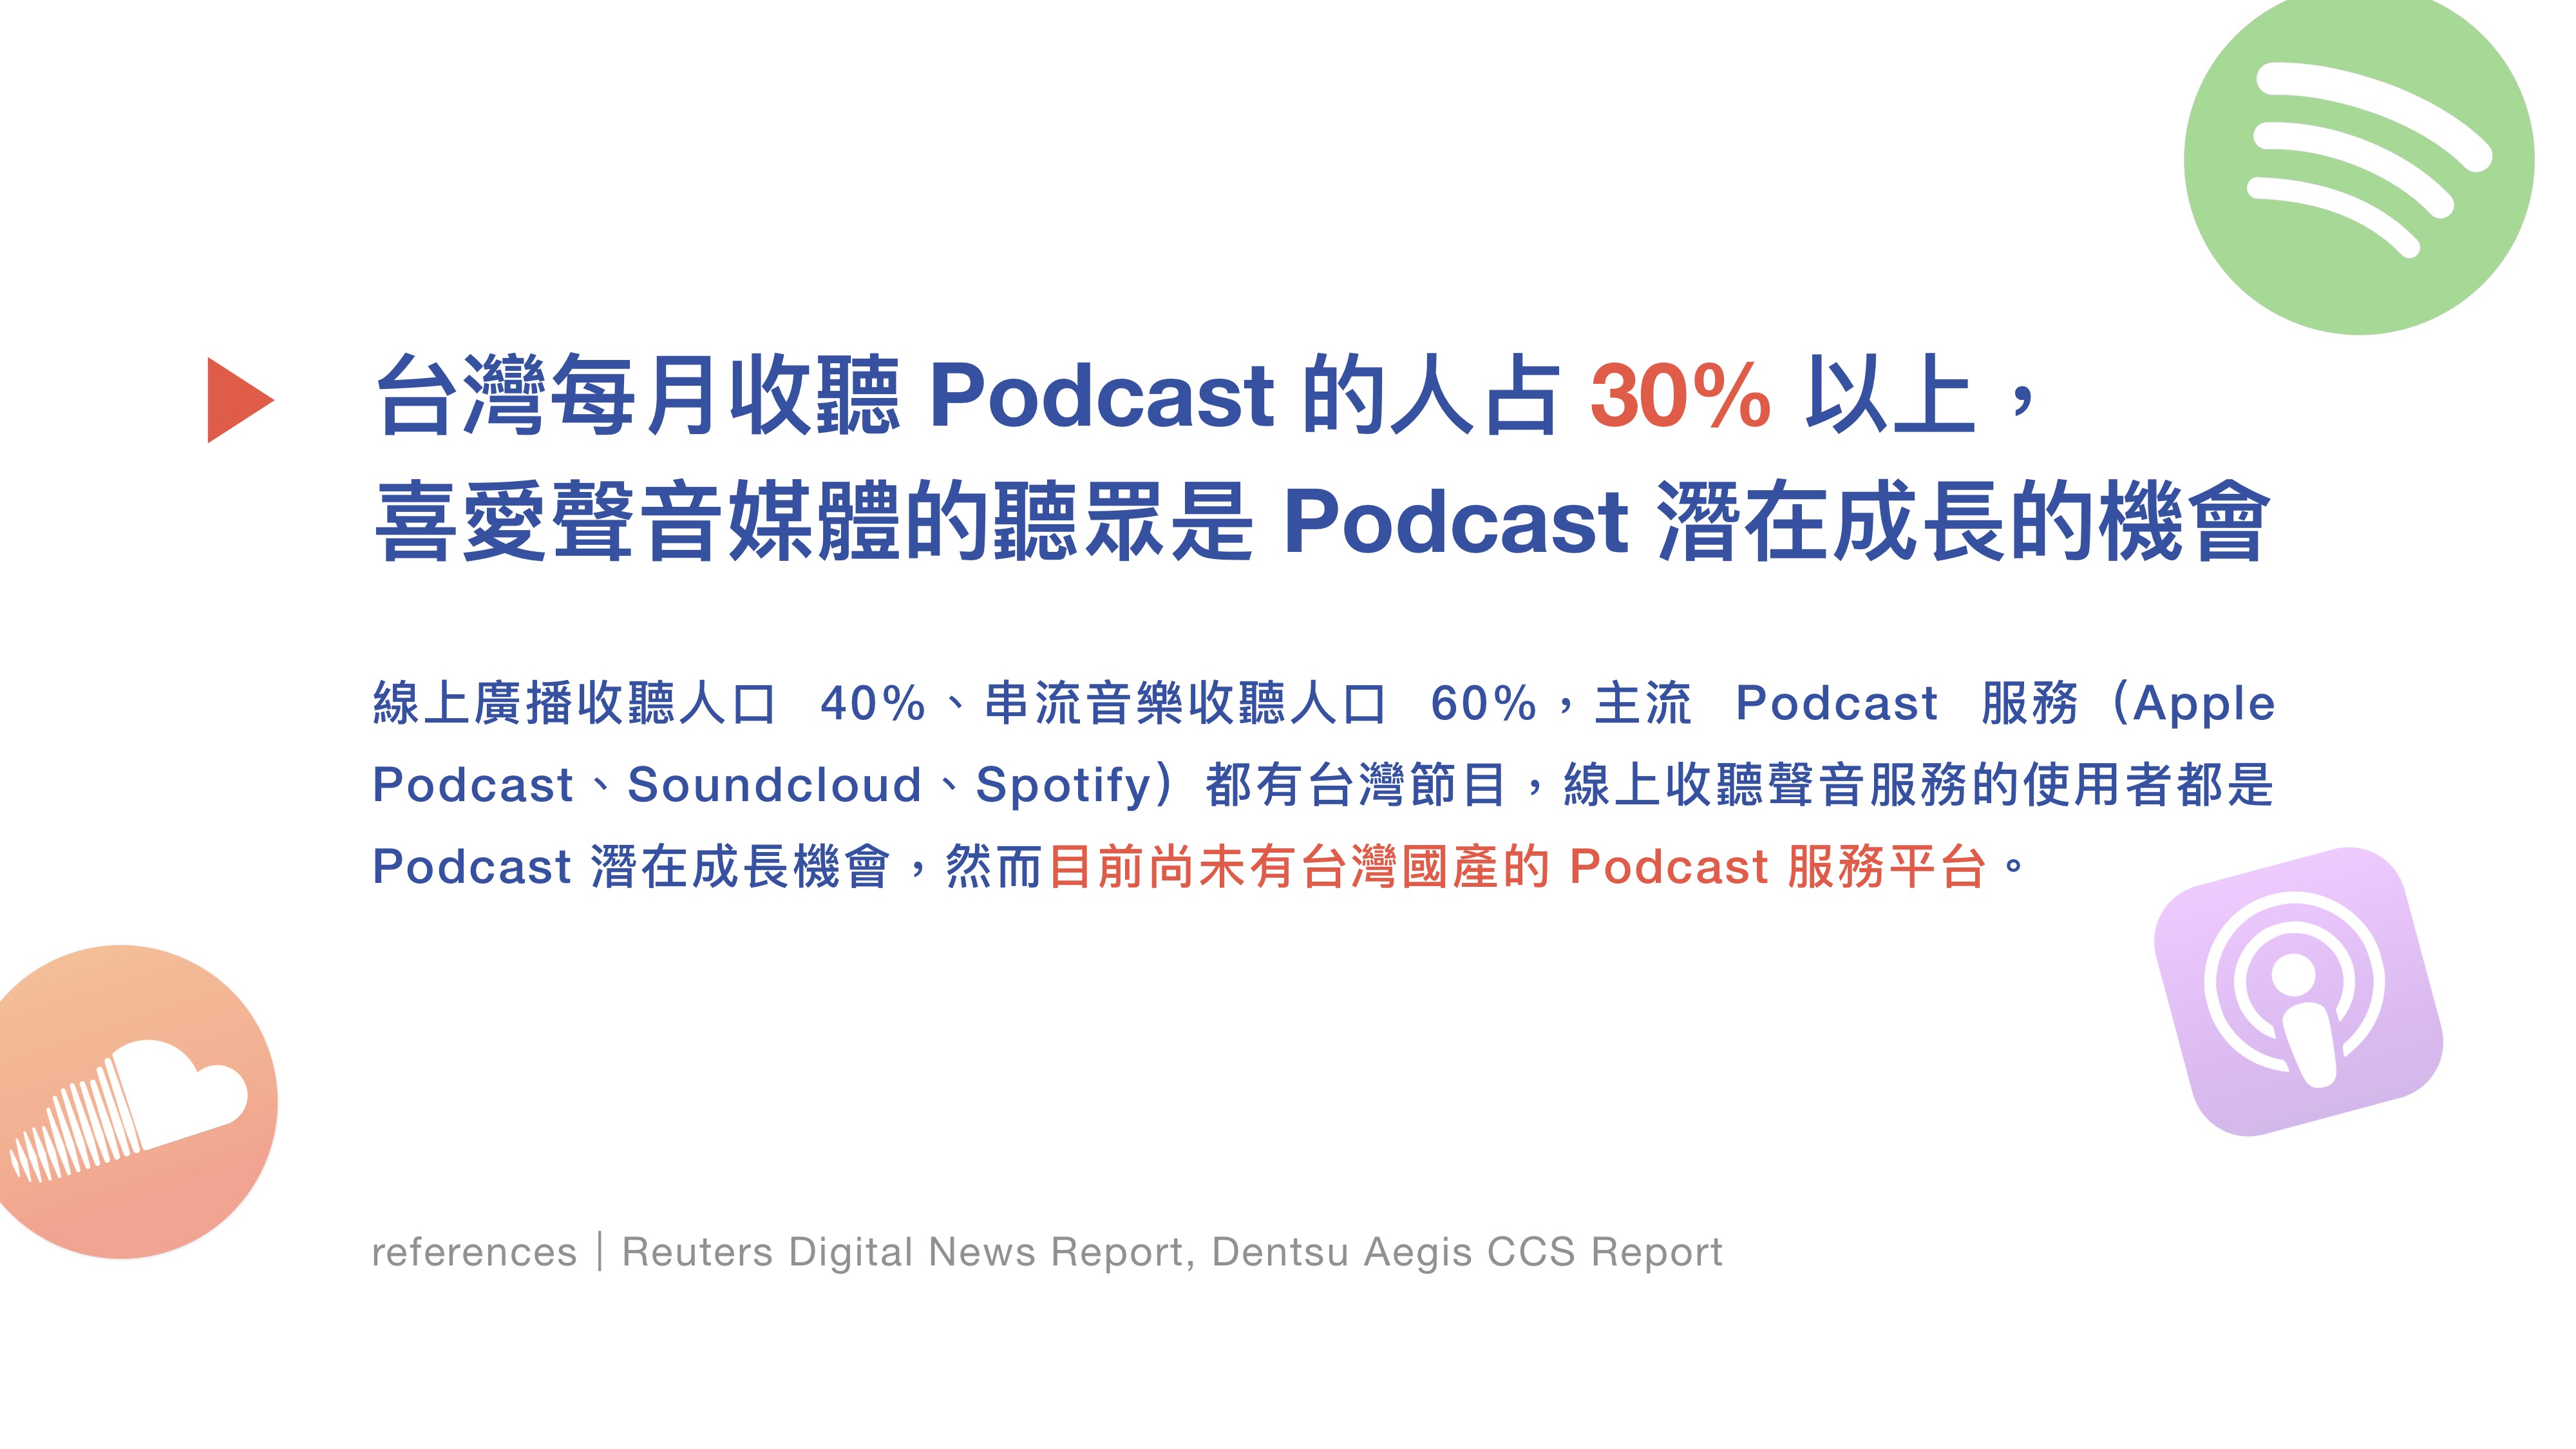 台灣每月收聽 Podcast 的人占 30% 以上，
喜愛聲音媒體的聽眾是 Podcast 潛在成長的機會
線上廣播收聽人口 40%、串流音樂收聽人口 60%，主流 Podcast 服務（Apple
Podcast、Soundcloud、Spotify）都有台灣節目，線上收聽聲音服務的使用者都是
Podcast 潛在成長機會，然而目前尚未有台灣國產的 Podcast 服務平台。
references｜Reuters Digital News Report, Dentsu Aegis CCS Report